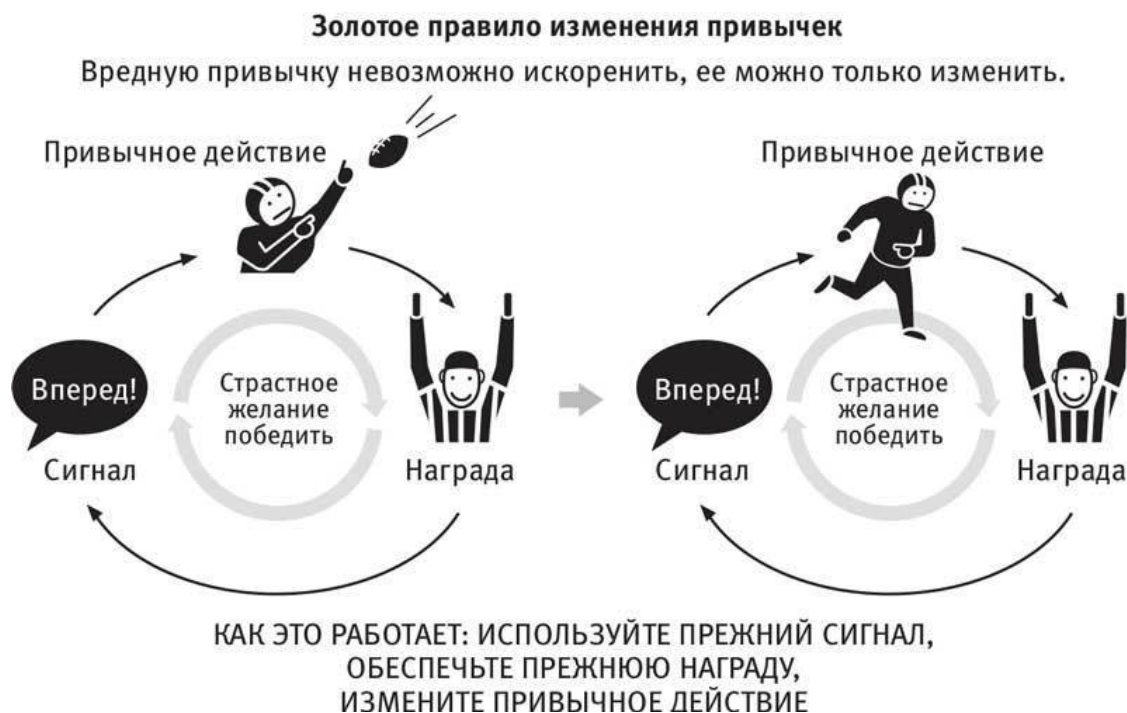 Золотое правило изменения привычек
Вредную привычку невозможно искоренить, ее можно только изменить.
Привычное действие
Вперед!
Сигнал
Страстное
желание
победить
Награда
Привычное действие
Вперед!
Сигнал
Страстное
желание
победить
Награда
КАК ЭТО РАБОТАЕТ: ИСПОЛЬЗУЙТЕ ПРЕЖНИЙ СИГНАЛ,
ОБЕСПЕЧЬТЕ ПРЕЖНЮЮ НАГРАДУ,
ИЗМЕНИТЕ ПРИВЫЧНОЕ ДЕЙСТВИЕ